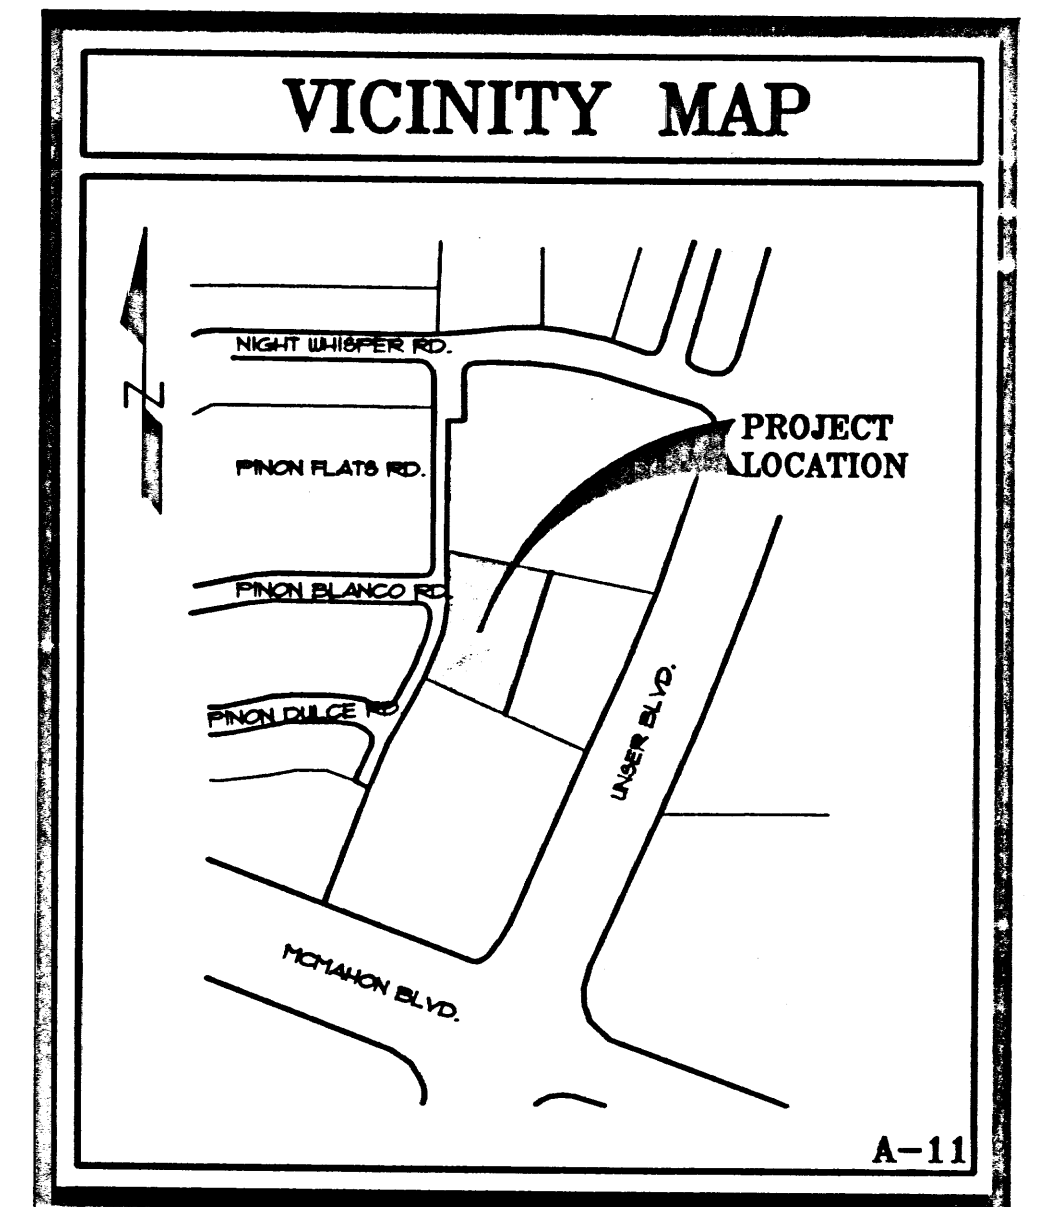 VICINITY MAP
NIGHT WHISPER RD.
PROJECT
LOCATION
PINON FLATS RD.
PINON BLANCO RD.
PINON DULCE RD
UNSER BLVD.
MCMAHON BLVD.
A-11
N